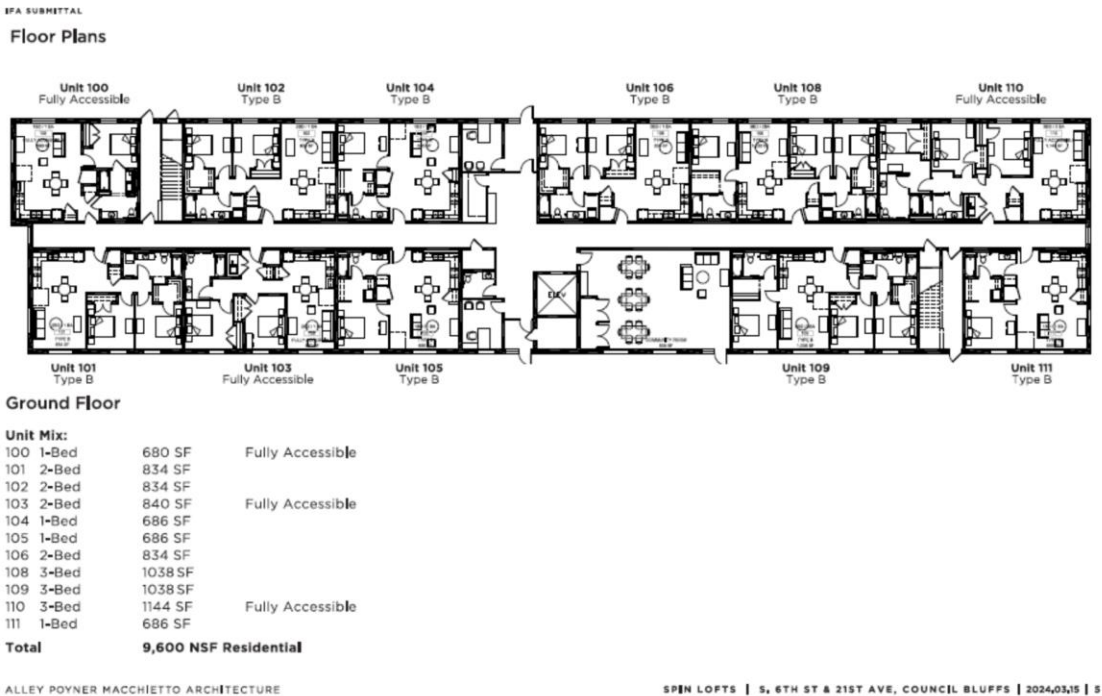 IFA SUBMITTAL
Floor Plans
Unit 100
Fully Accessible
Unit 102
Type B
Unit 104
Type B
Unit 106
Type B
Unit 108
Type B
Unit 110
Fully Accessible
ELEV
Unit 101
Type B
Unit 103
Fully Accessible
Unit 105
Type B
Unit 109
Type B
Unit 111
Type B
Ground Floor
Unit Mix:
100 1-Bed 680 SF Fully Accessible
101 2-Bed 834 SF
102 2-Bed 834 SF
103 2-Bed 840 SF Fully Accessible
104 1-Bed 686 SF
105 1-Bed 686 SF
106 2-Bed 834 SF
108 3-Bed 1038 SF
109 3-Bed 1038 SF
110 3-Bed 1144 SF Fully Accessible
111 1-Bed 686 SF
Total 9,600 NSF Residential
ALLEY POYNER MACCHIETTO ARCHITECTURE
SPIN LOFTS | S. 6TH ST & 21ST AVE, COUNCIL BLUFFS | 2024.03.15 | 5